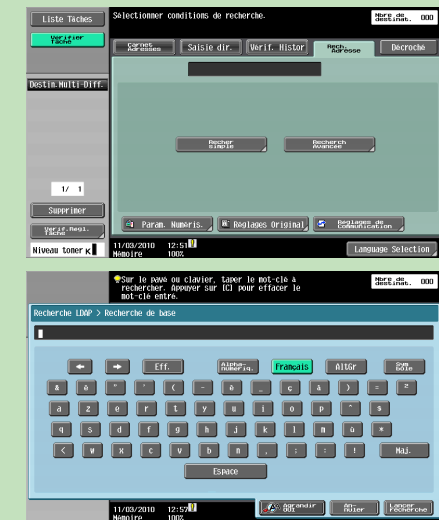 Liste Tâches
Sélectionner conditions de recherche.
Nbre de
destinat.
000
Vérifier
Tâche
Carnet
Adresses
Saisie dir.
Vérif. Histor
Rech.
Adresse
Décroché
Destin.Multi-Diff.
Recher
simple
Recherch
Avancée
1/ 1
Supprimer
Vérif.Régl.
Tâche
Param. Numéris.
Réglages Original
Réglages de
Communication
Niveau toner K
11/03/2010 12:51
Mémoire 100%
Language Selection
Sur le pavé ou clavier, taper le mot-clé à
rechercher. Appuyer sur [C] pour effacer le
mot-clé entré.
Nbre de
destinat.
000
Recherche LDAP > Recherche de base
Eff.
Alpha-
numériq.
Français
AltGr
Sym
bole
& é " ' ( - è _ ç à ) = ²
a z e r t y u i o p ^ $
q s d f g h j k l m ù *
< w x c v b n , ; : ! Maj.
Espace
11/03/2010 12:57
Mémoire 100%
Agrandir
OUI
An-
nuler
Lancer
recherche